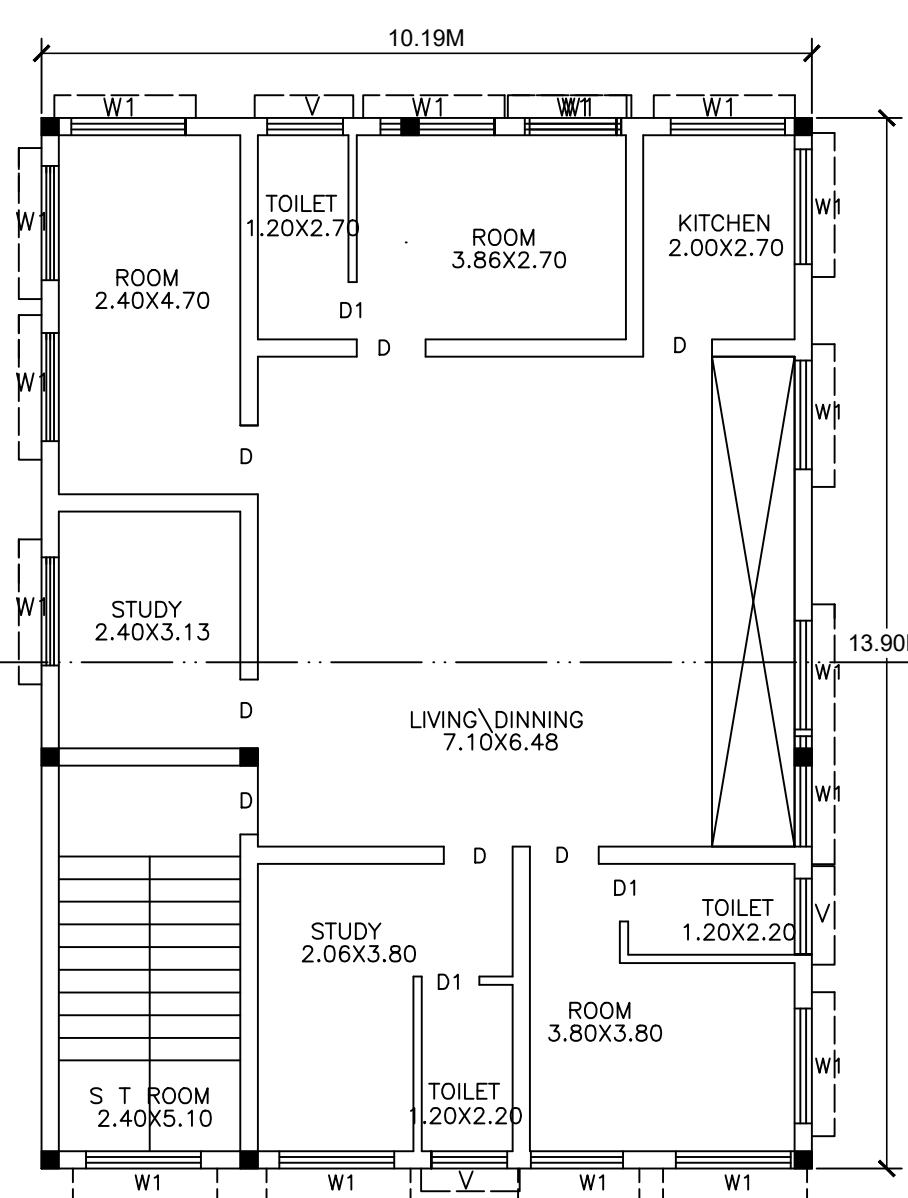 10.19M
W1
V
W1
W1
W1
W1
W1
TOILET
1.20X2.70
KITCHEN
2.00X2.70
W1
ROOM
3.86X2.70
ROOM
2.40X4.70
D1
D
D
W1
W1
D
STUDY
2.40X3.13
W1
13.90
W1
D
LIVING\DINNING
7.10X6.48
D
W1
D
D
D1
TOILET
1.20X2.20
V
STUDY
2.06X3.80
D1
ROOM
3.80X3.80
W1
S T ROOM
2.40X5.10
TOILET
1.20X2.20
W1
W1
V
W1
W1